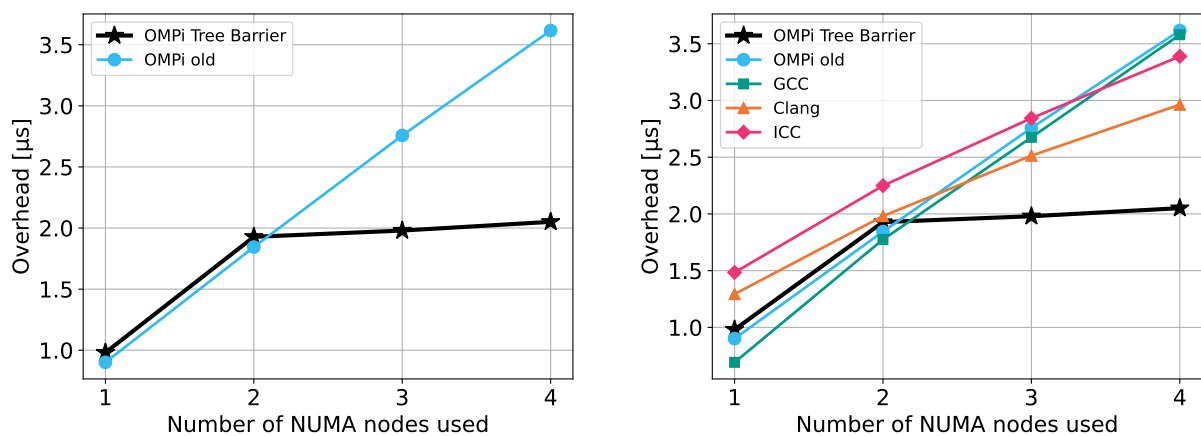 OMPi Tree Barrier
OMPi old
3.5
3.0
2.5
2.0
1.5
1.0
Overhead [µs]
1 2 3 4
Number of NUMA nodes used
OMPi Tree Barrier
OMPi old
GCC
Clang
ICC
3.5
3.0
2.5
2.0
1.5
1.0
Overhead [µs]
1 2 3 4
Number of NUMA nodes used